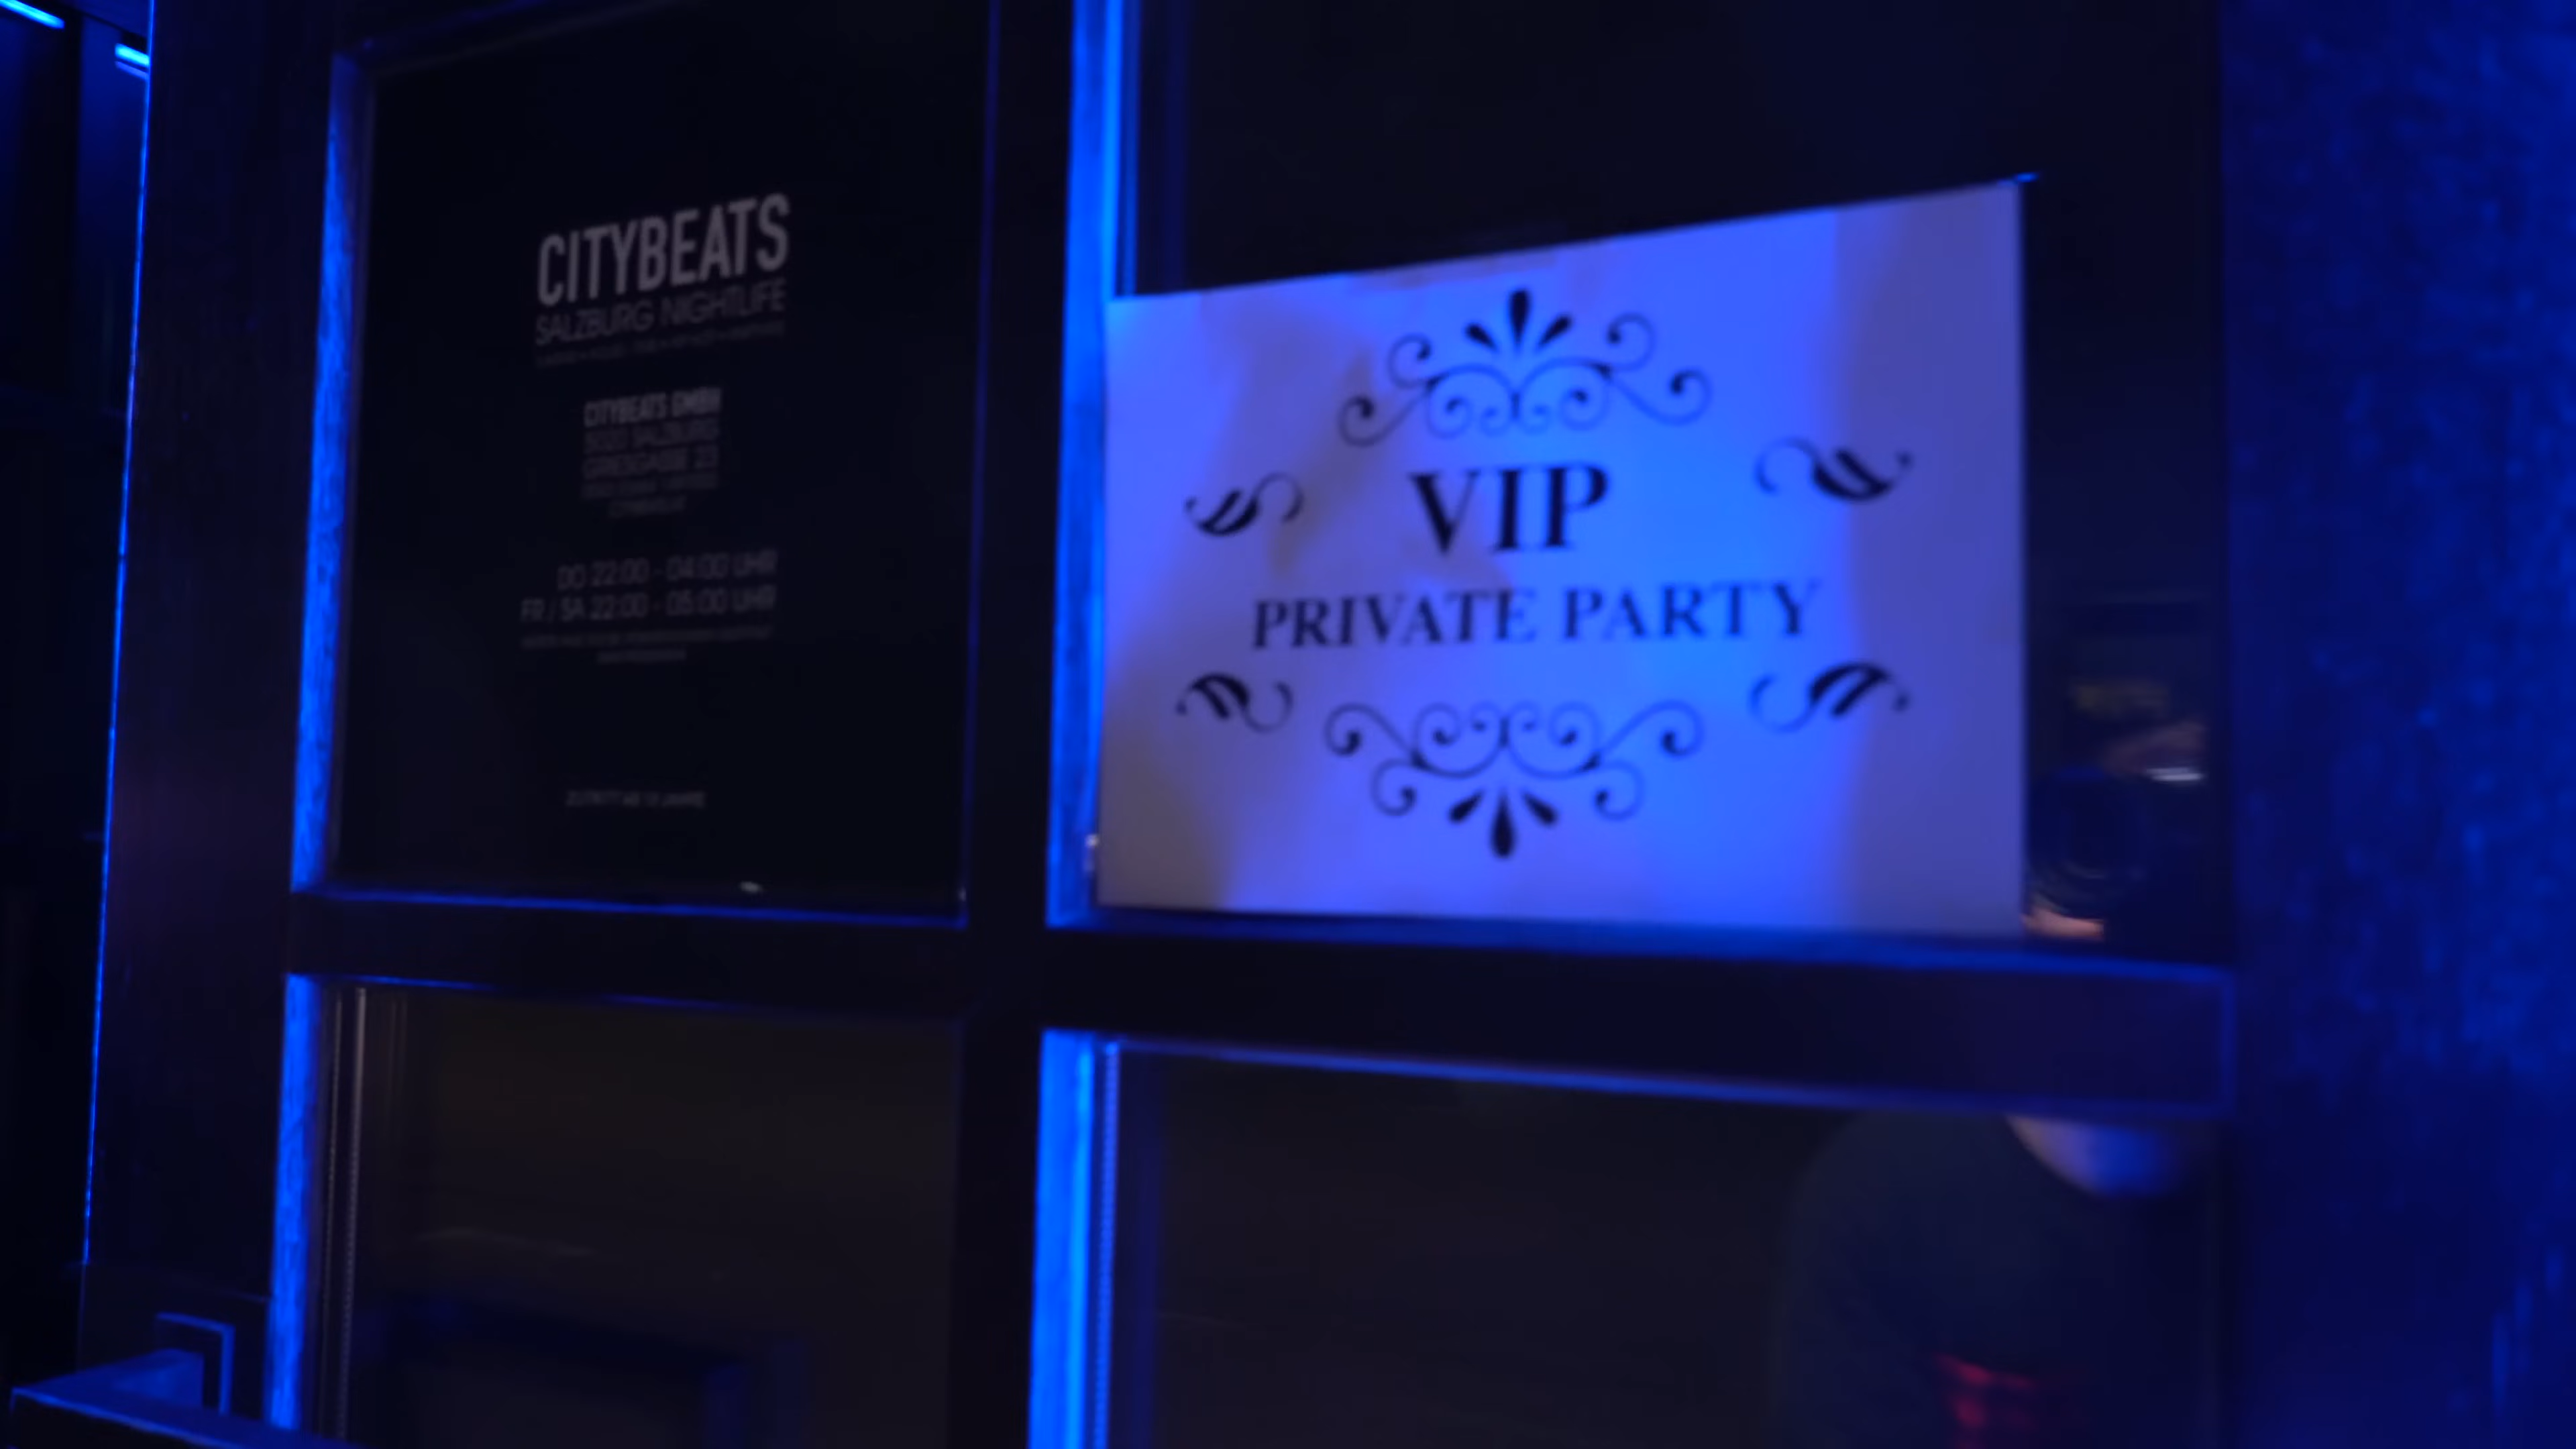 CITYBEATS
SALZBURG NIGHTLIFE
CITYBEATS GMBH
5020 SALZBURG
GRIESGASSE 23
DO 22:00 - 04:00 UHR
FR / SA 22:00 - 05:00 UHR
VIP
PRIVATE PARTY